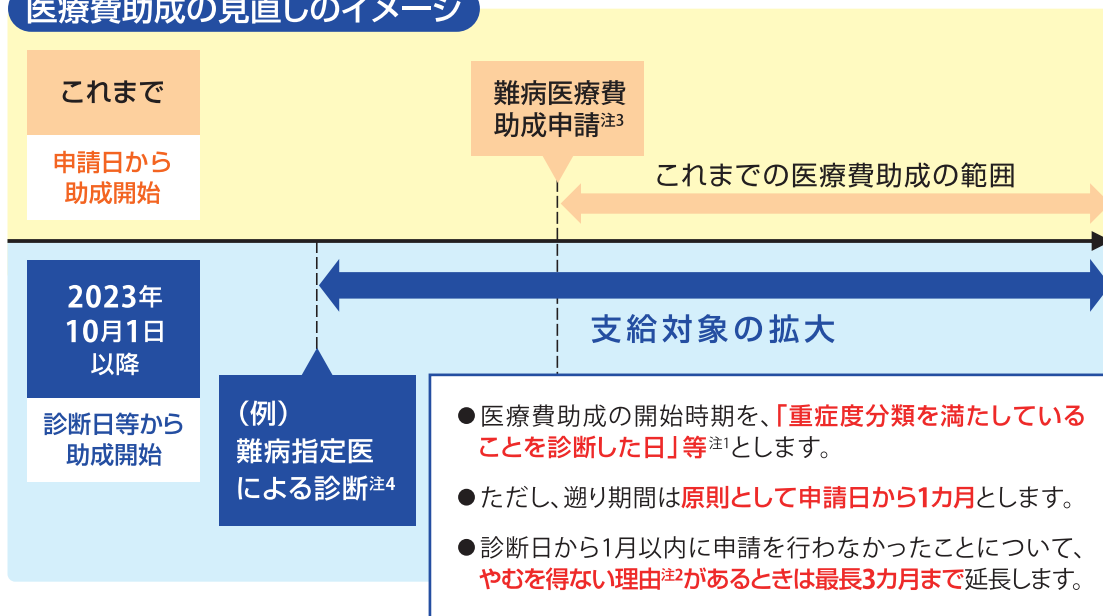 医療費助成の見直しのイメージ
これまで
申請日から
助成開始
難病医療費
助成申請注3
これまでの医療費助成の範囲
2023年
10月1日
以降
診断日等から
助成開始
支給対象の拡大
（例）
難病指定医
による診断注4
●医療費助成の開始時期を、「重症度分類を満たしている
ことを診断した日」等注1とします。
●ただし、遡り期間は原則として申請日から1カ月とします。
●診断日から1月以内に申請を行わなかったことについて、
やむを得ない理由注2があるときは最長3カ月まで延長します。